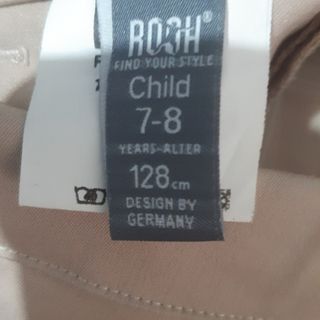 ROOH®
FIND YOUR STYLE
Child
7-8
YEARS-ALTER
128cm
DESIGN BY
GERMANY